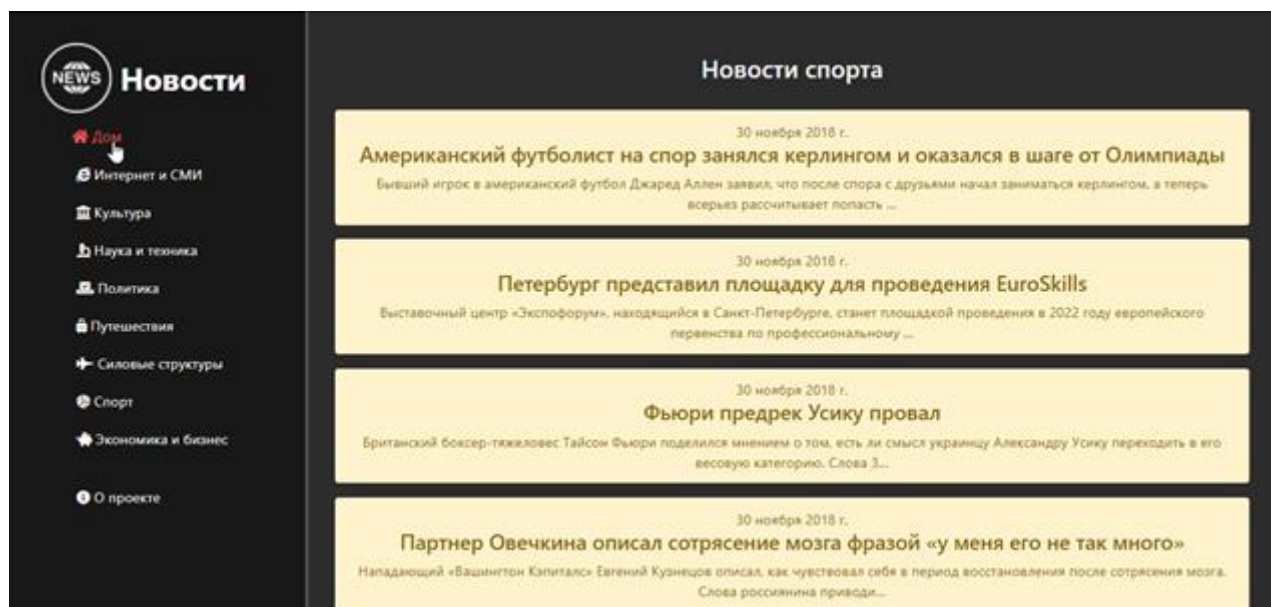 NEWS
Новости
Дом
Интернет и СМИ
Культура
Наука и техника
Политика
Путешествия
Силовые структуры
Спорт
Экономика и бизнес
О проекте
Новости спорта
30 ноября 2018 г.
Американский футболист на спор занялся керлингом и оказался в шаге от Олимпиады
Бывший игрок в американский футбол Джаред Аллен заявил, что после спора с друзьями начал заниматься керлингом, а теперь
всерьез рассчитывает попасть ...
30 ноября 2018 г.
Петербург представил площадку для проведения EuroSkills
Выставочный центр «Экспофорум», находящийся в Санкт-Петербурге, станет площадкой проведения в 2022 году европейского
первенства по профессиональному ...
30 ноября 2018 г.
Фьюри предрек Усику провал
Британский боксер-тяжеловес Тайсон Фьюри поделился мнением о том, есть ли смысл украинцу Александру Усику переходить в его
весовую категорию. Слова 3...
30 ноября 2018 г.
Партнер Овечкина описал сотрясение мозга фразой «у меня его не так много»
Нападающий «Вашингтон Кэпиталс» Евгений Кузнецов описал, как чувствовал себя в период восстановления после сотрясения мозга.
Слова россиянина приводи...